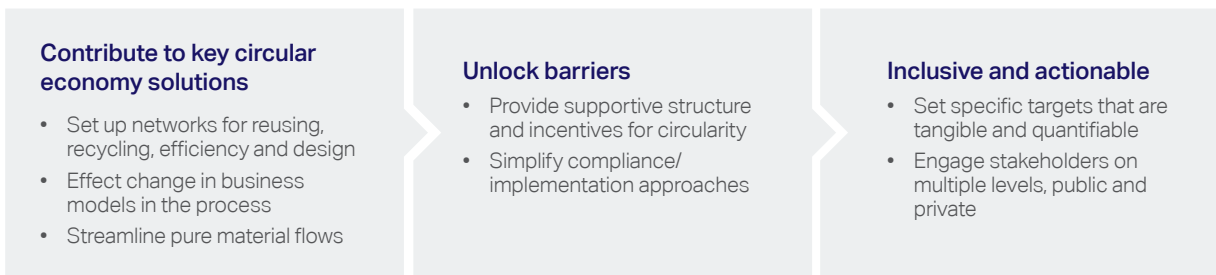 Contribute to key circular
economy solutions
• Set up networks for reusing,
recycling, efficiency and design
• Effect change in business
models in the process
• Streamline pure material flows
Unlock barriers
• Provide supportive structure
and incentives for circularity
• Simplify compliance/
implementation approaches
Inclusive and actionable
• Set specific targets that are
tangible and quantifiable
• Engage stakeholders on
multiple levels, public and
private